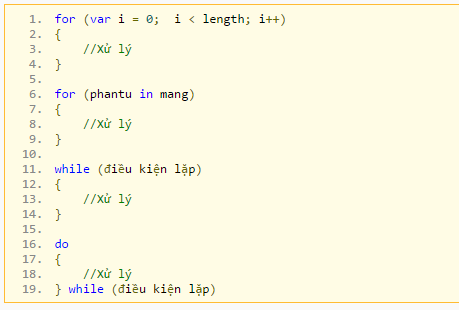 1. for (var i = 0;  i < length; i++)
2. {
3.     //Xử lý
4. }
5.
6. for (phantu in mang)
7. {
8.     //Xử lý
9. }
10.
11. while (điều kiện lặp)
12. {
13.     //Xử lý
14. }
15.
16. do
17. {
18.     //Xử lý
19. } while (điều kiện lặp)